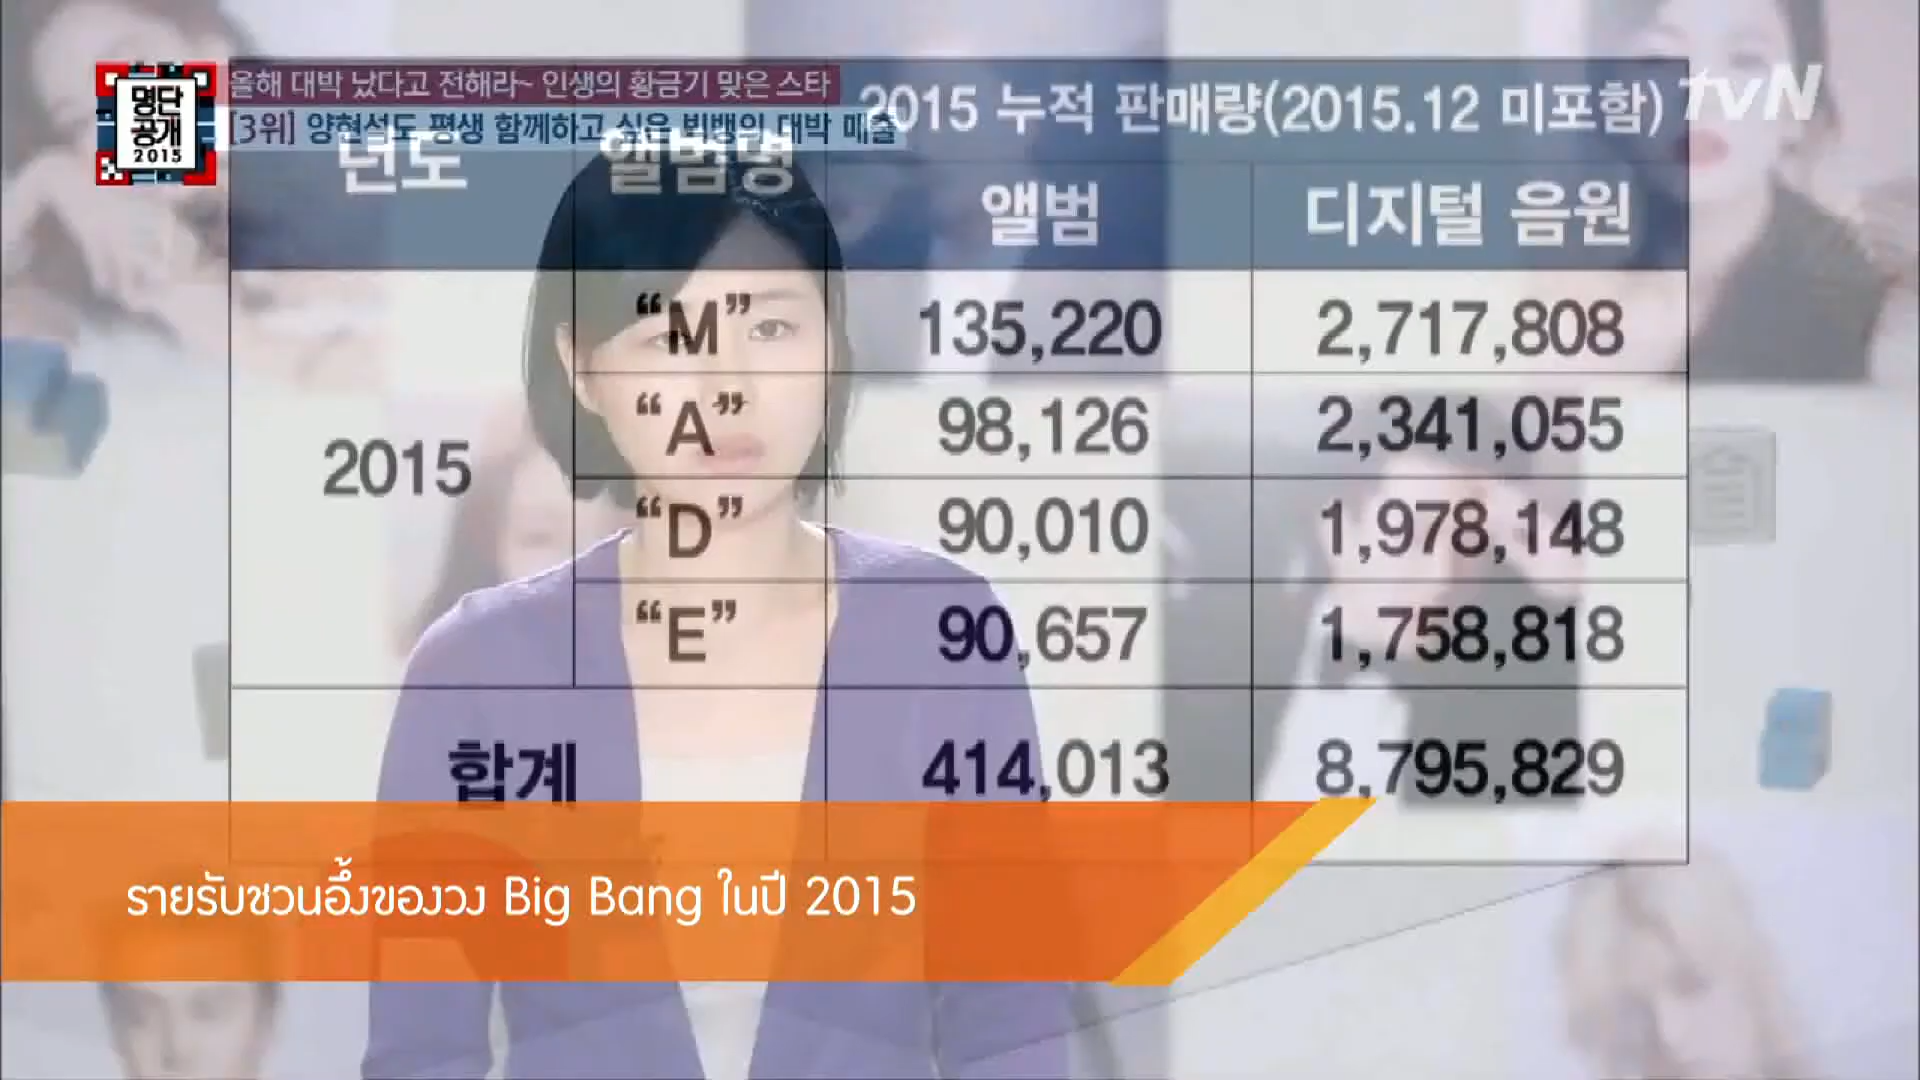 명단
공개
2015
올해 대박 났다고 전해라~ 인생의 황금기 맞은 스타
[3위] 양현석도 평생 함께하고 싶은 빅뱅의 대박 매출
tvN
2015 누적 판매량(2015.12 미포함)
년도 앨범명
앨범 디지털 음원
2015
“M” 135,220 2,717,808
“A” 98,126 2,341,055
“D” 90,010 1,978,148
“E” 90,657 1,758,818
합계 414,013 8,795,829
รายรับชวนอึ้งของวง Big Bang ในปี 2015